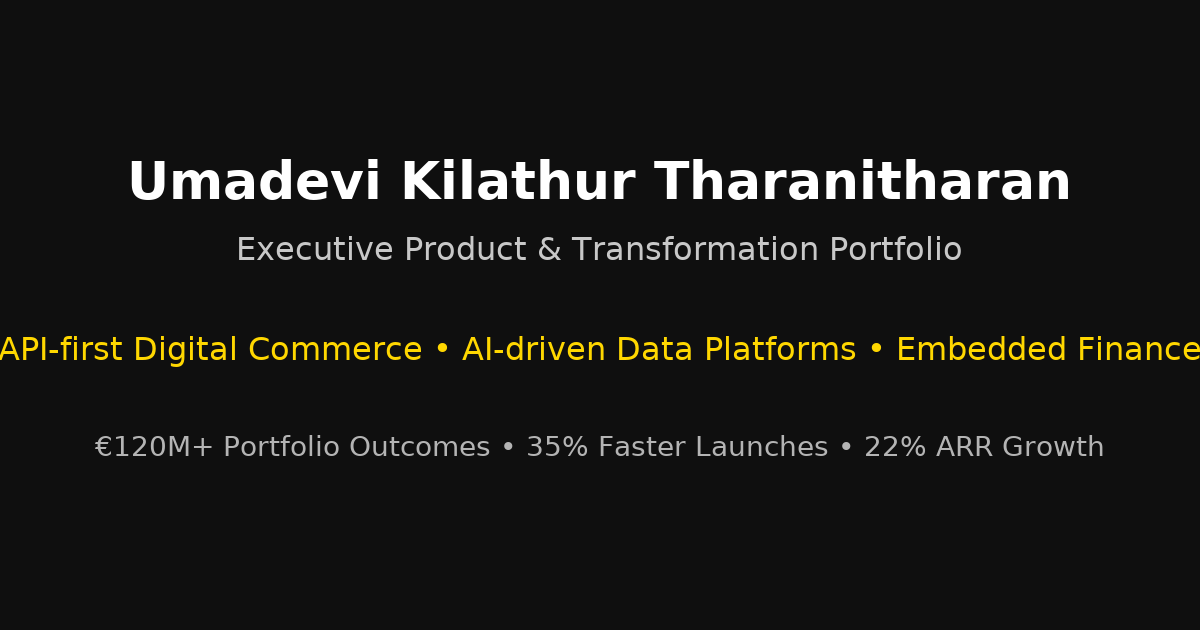 Umadevi Kilathur Tharanitharan
Executive Product & Transformation Portfolio
API-first Digital Commerce • AI-driven Data Platforms • Embedded Finance
€120M+ Portfolio Outcomes • 35% Faster Launches • 22% ARR Growth